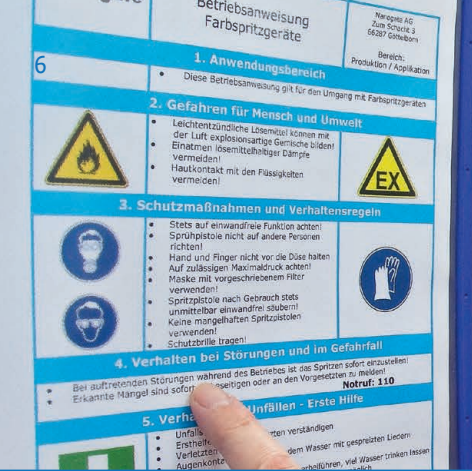 Betriebsanweisung
Farbspritzgeräte
Nanogate AG
Zum Schacht 3
66287 Göttelborn
Bereich:
Produktion / Applikation
6
1. Anwendungsbereich
• Diese Betriebsanweisung gilt für den Umgang mit Farbspritzgeräten
2. Gefahren für Mensch und Umwelt
• Leichtentzündliche Lösemittel können mit
der Luft explosionsartige Gemische bilden!
• Einatmen lösemittelhaltiger Dämpfe
vermeiden!
• Hautkontakt mit den Flüssigkeiten
vermeiden!
EX
3. Schutzmaßnahmen und Verhaltensregeln
• Stets auf einwandfreie Funktion achten!
• Sprühpistole nicht auf andere Personen
richten!
• Hand und Finger nicht vor die Düse halten
• Auf zulässigen Maximaldruck achten!
• Maske mit vorgeschriebenem Filter
verwenden!
• Spritzpistole nach Gebrauch stets
unmittelbar einwandfrei säubern!
• Keine mangelhaften Spritzpistolen
verwenden!
• Schutzbrille tragen!
4. Verhalten bei Störungen und im Gefahrfall
• Bei auftretenden Störungen während des Betriebes ist das Spritzen sofort einzustellen!
• Erkannte Mängel sind sofort eseitigen oder an den Vorgesetzten zu melden!
Notruf: 110
5. Verha Unfällen - Erste Hilfe
• Unfall zten verständigen
• Ersthelfe
• Verletzten dem Wasser mit gespreizten Liedern
• Augenkonta
viel Wasser trinken lassen